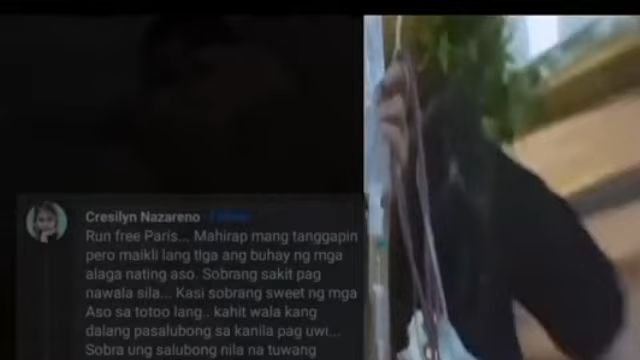 Cresilyn Nazareno · Follow
Run free Paris... Mahirap mang tanggapin
pero maikli lang tlga ang buhay ng mga
alaga nating aso. Sobrang sakit pag
nawala sila... Kasi sobrang sweet ng mga
Aso sa totoo lang.. kahit wala kang
dalang pasalubong sa kanila pag uwi...
Sobra ung salubong nila na tuwang